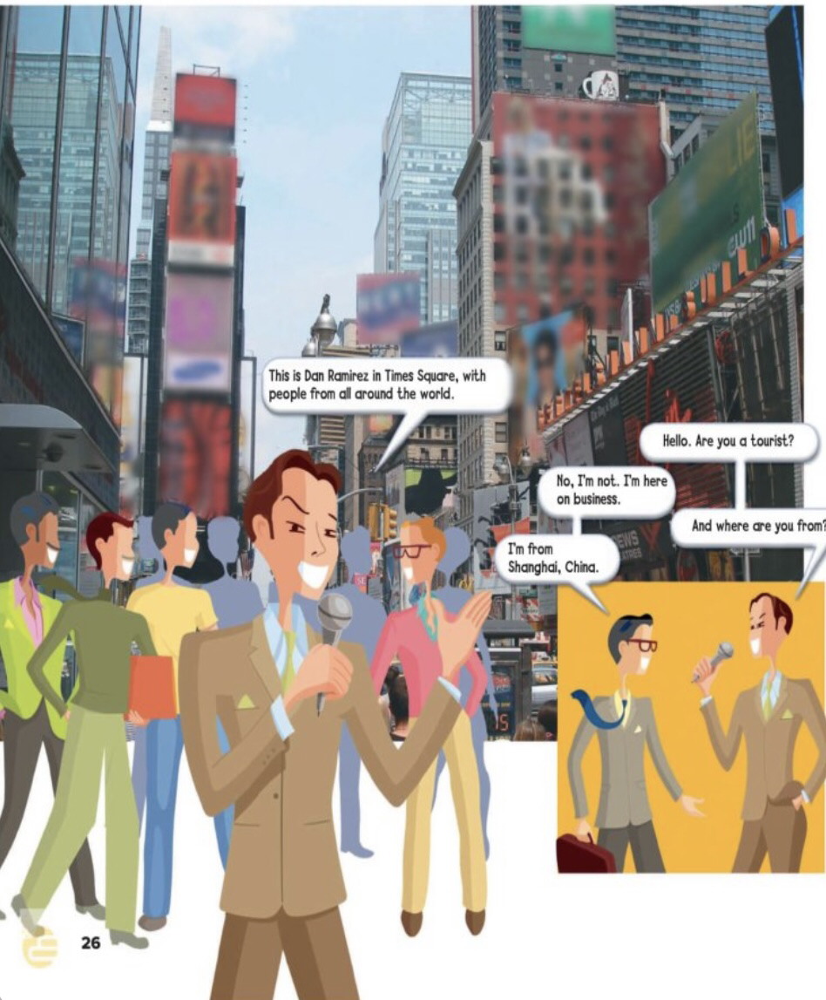 This is Dan Ramirez in Times Square, with
people from all around the world.
Hello. Are you a tourist?
No, I'm not. I'm here
on business.
And where are you from?
I'm from
Shanghai, China.
26